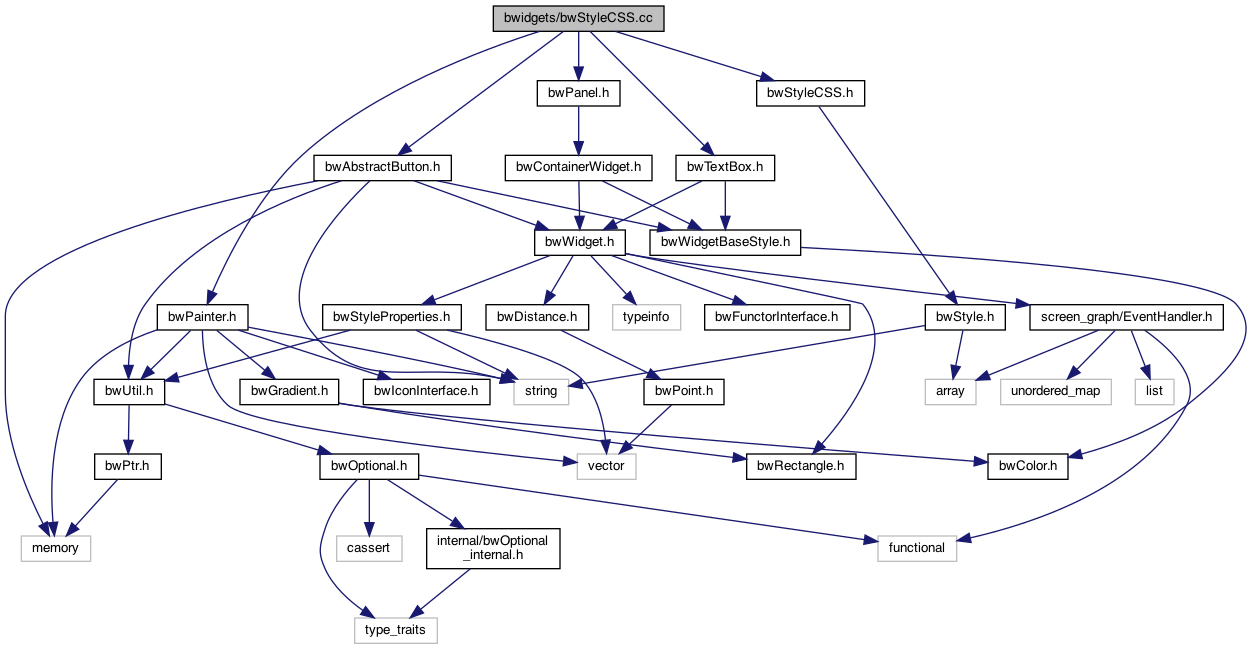 bwidgets/bwStyleCSS.cc
bwPanel.h
bwStyleCSS.h
bwAbstractButton.h
bwContainerWidget.h
bwTextBox.h
bwWidget.h
bwWidgetBaseStyle.h
bwPainter.h
bwStyleProperties.h
bwDistance.h
typeinfo
bwFunctorInterface.h
bwStyle.h
screen_graph/EventHandler.h
bwUtil.h
bwGradient.h
bwIconInterface.h
string
bwPoint.h
array
unordered_map
list
bwPtr.h
bwOptional.h
vector
bwRectangle.h
bwColor.h
memory
cassert
internal/bwOptional
_internal.h
functional
type_traits